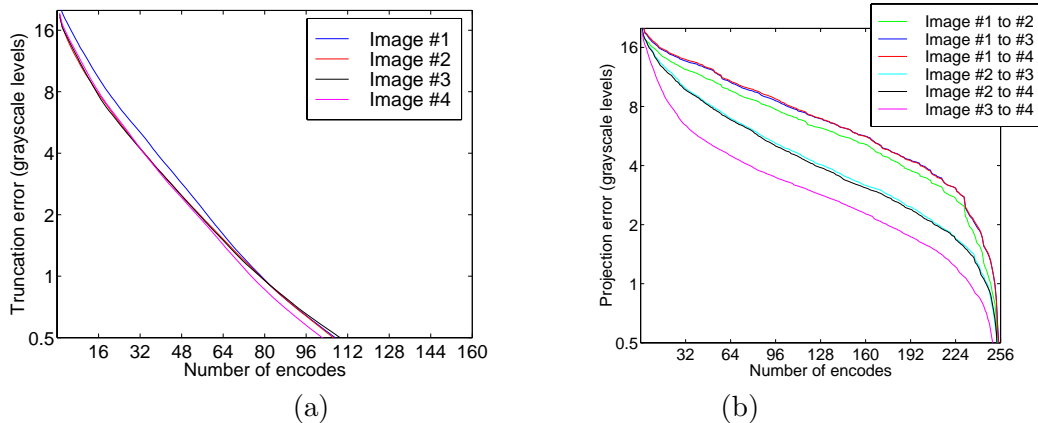 Truncation error (grayscale levels)
16
8
4
2
1
0.5
16 32 48 64 80 96 112 128 144 160
Number of encodes
Image #1
Image #2
Image #3
Image #4
(a)
Projection error (grayscale levels)
16
8
4
2
1
0.5
32 64 96 128 160 192 224 256
Number of encodes
Image #1 to #2
Image #1 to #3
Image #1 to #4
Image #2 to #3
Image #2 to #4
Image #3 to #4
(b)